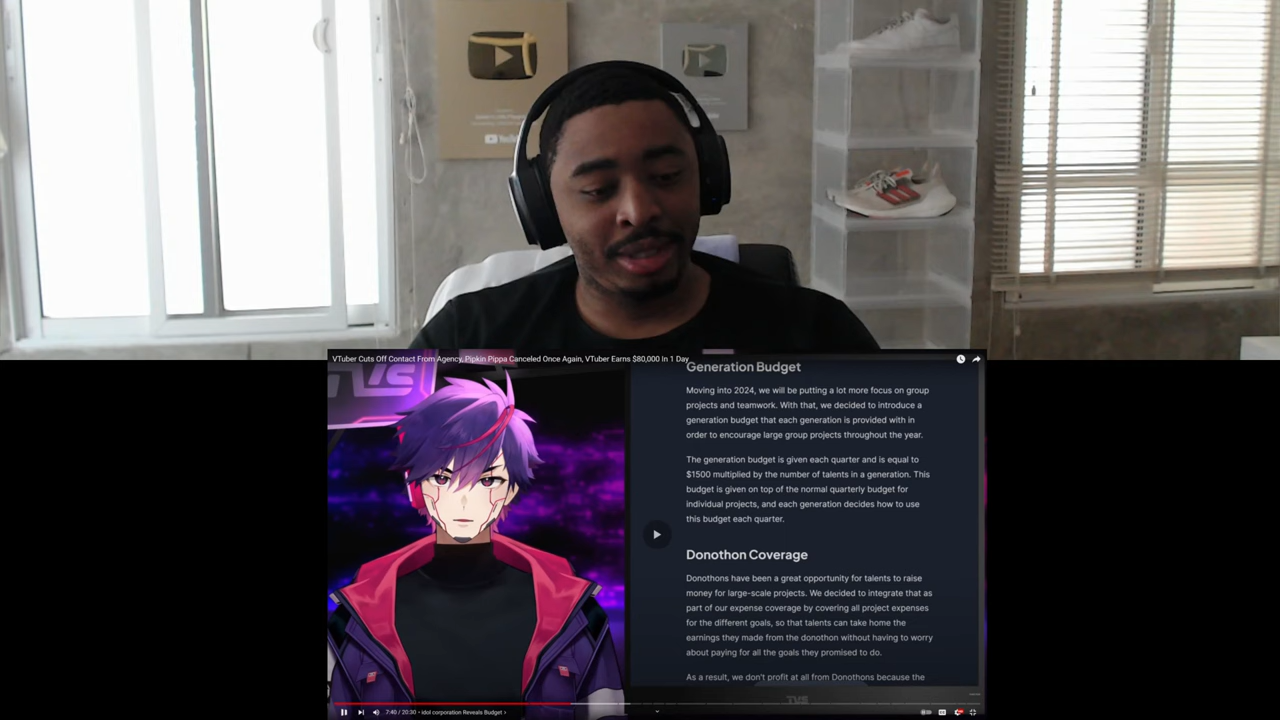 YouTube
VTuber Cuts Off Contact From Agency, Pipkin Pippa Canceled Once Again, VTuber Earns $80,000 In 1 Day
TVS
Generation Budget
Moving into 2024, we will be putting a lot more focus on group
projects and teamwork. With that, we decided to introduce a
generation budget that each generation is provided with in
order to encourage large group projects throughout the year.
The generation budget is given each quarter and is equal to
$1500 multiplied by the number of talents in a generation. This
budget is given on top of the normal quarterly budget for
individual projects, and each generation decides how to use
this budget each quarter.
Donothon Coverage
Donothons have been a great opportunity for talents to raise
money for large-scale projects. We decided to integrate that as
part of our expense coverage by covering all project expenses
for the different goals, so that talents can take home the
earnings they made from the donothon without having to worry
about paying for all the goals they promised to do.
As a result, we don't profit at all from Donothons because the
TVS
7:40 / 20:30 • idol corporation Reveals Budget ›